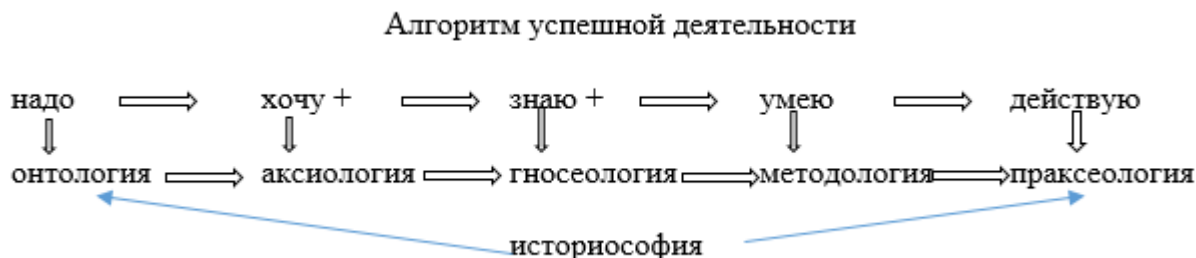 Алгоритм успешной деятельности
надо хочу + знаю + умею действую
онтология аксиология гносеология методология праксеология
историософия